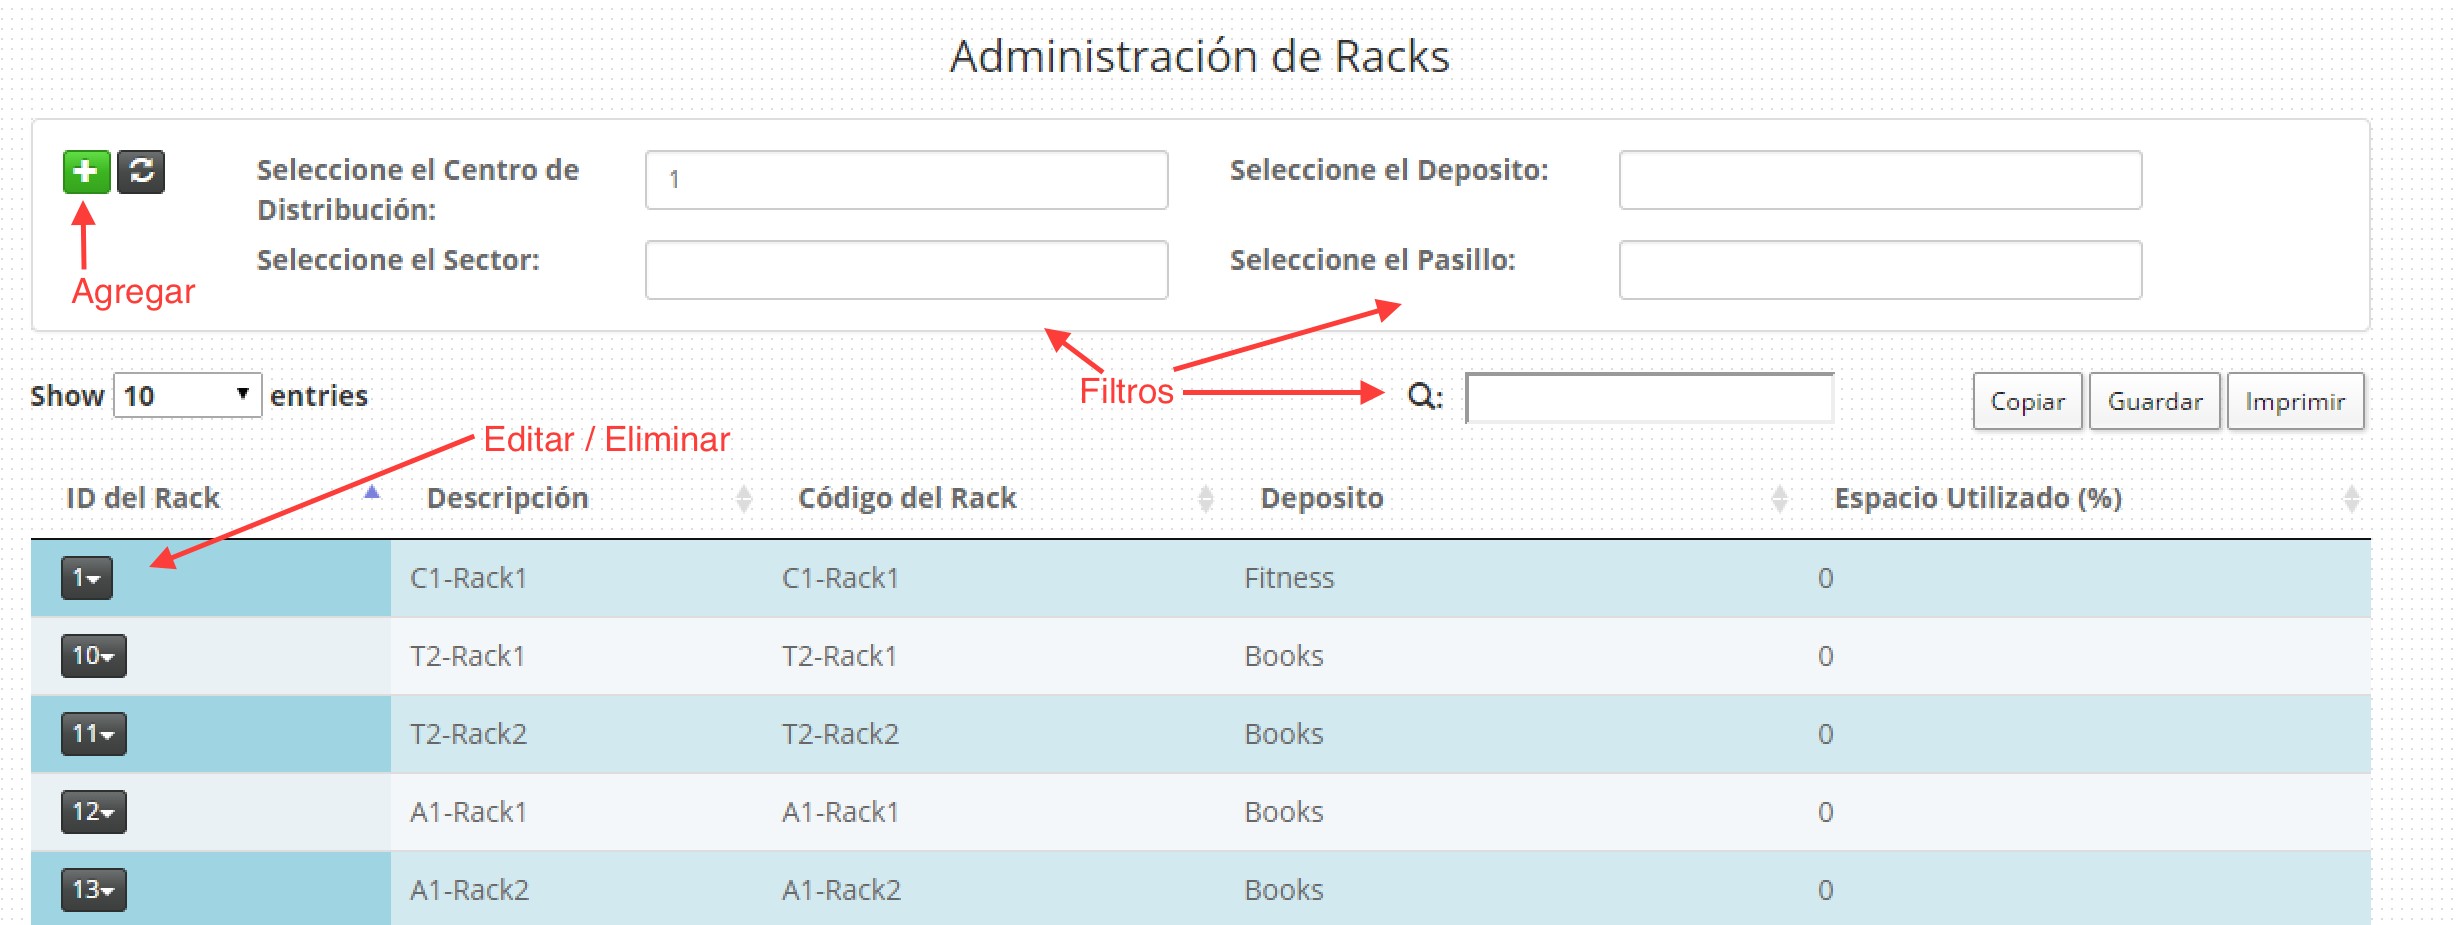 Administración de Racks
Seleccione el Centro de
Distribución:
1
Seleccione el Deposito:
Seleccione el Sector:
Seleccione el Pasillo:
Agregar
Filtros
Show 10 entries
Q:
Copiar Guardar Imprimir
Editar / Eliminar
ID del Rack Descripción Código del Rack Deposito Espacio Utilizado (%)
1 C1-Rack1 C1-Rack1 Fitness 0
10 T2-Rack1 T2-Rack1 Books 0
11 T2-Rack2 T2-Rack2 Books 0
12 A1-Rack1 A1-Rack1 Books 0
13 A1-Rack2 A1-Rack2 Books 0